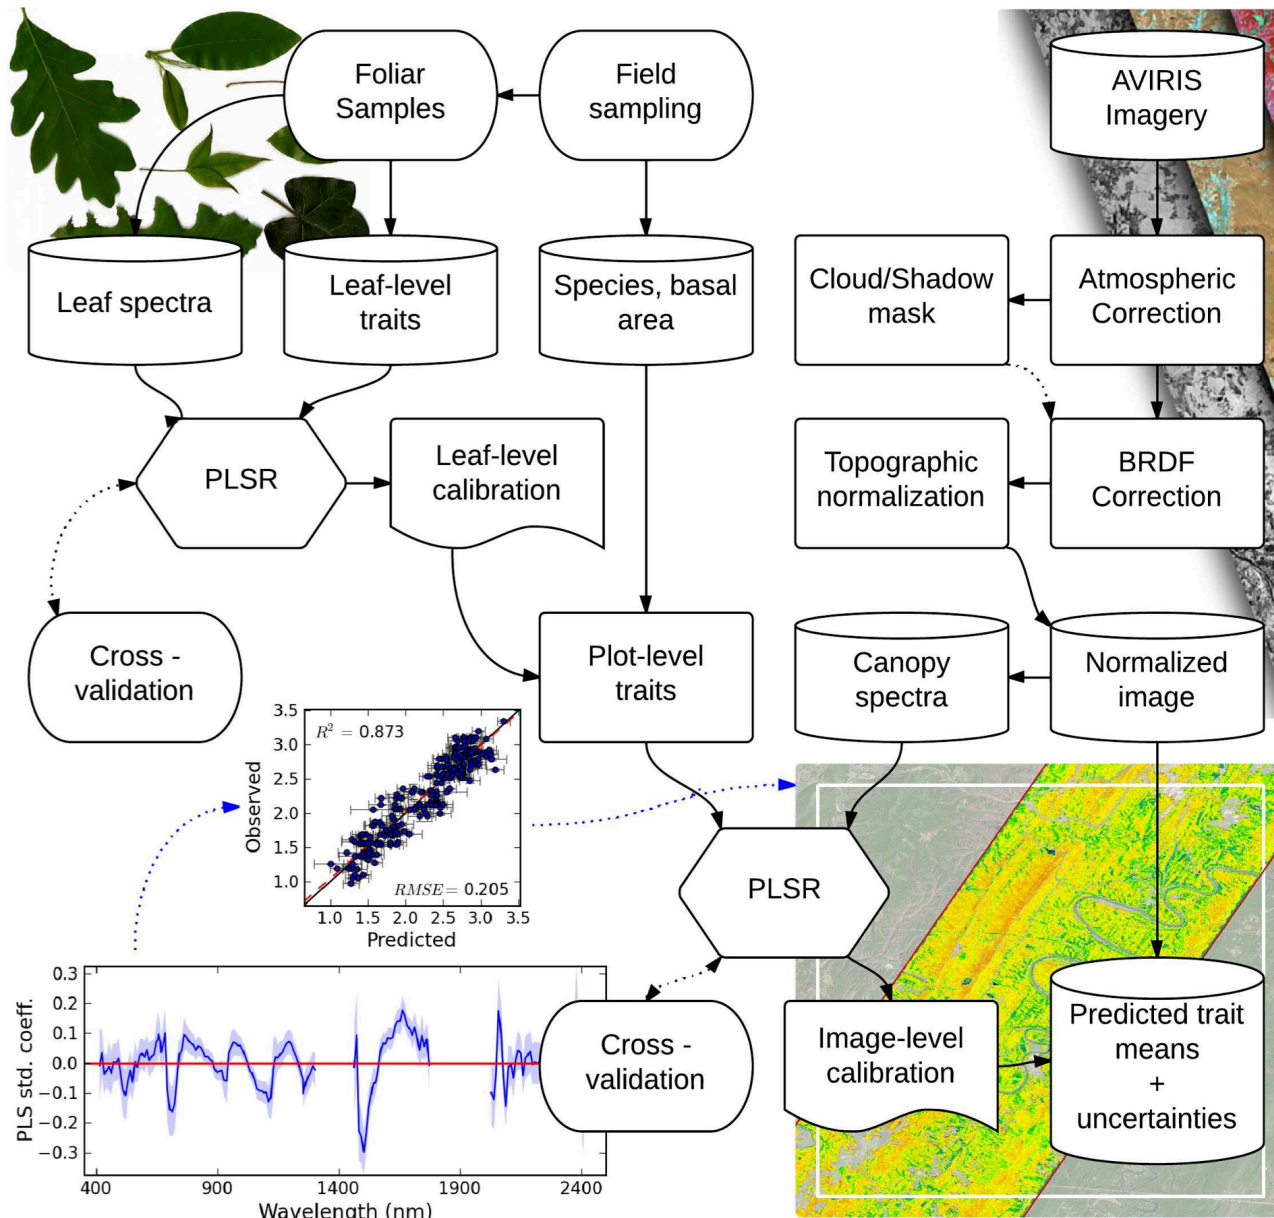 Foliar
Samples
Field
sampling
AVIRIS
Imagery
Leaf spectra
Leaf-level
traits
Species, basal
area
Cloud/Shadow
mask
Atmospheric
Correction
PLSR
Leaf-level
calibration
Topographic
normalization
BRDF
Correction
Cross -
validation
Plot-level
traits
Canopy
spectra
Normalized
image
3.5
3.0
2.5
2.0
1.5
1.0
Observed
R² = 0.873
RMSE = 0.205
1.0 1.5 2.0 2.5 3.0 3.5
Predicted
PLSR
0.3
0.2
0.1
0.0
−0.1
−0.2
−0.3
PLS std. coeff.
400 900 1400 1900 2400
Wavelength (nm)
Cross -
validation
Image-level
calibration
Predicted trait
means
+
uncertainties